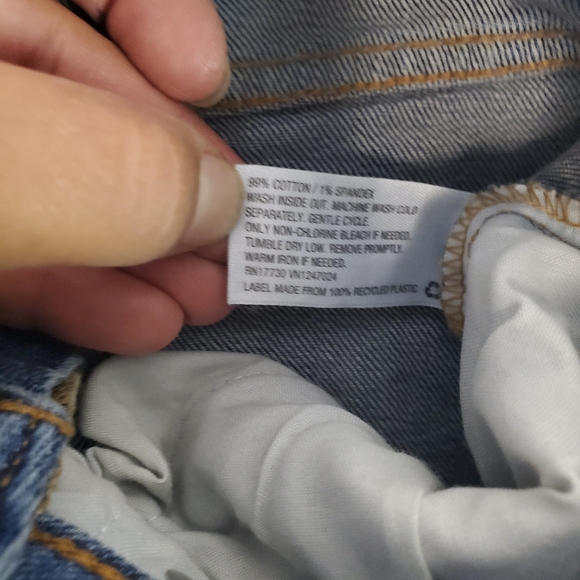 99% COTTON / 1% SPANDEX
WASH INSIDE OUT. MACHINE WASH COLD
SEPARATELY. GENTLE CYCLE.
ONLY NON-CHLORINE BLEACH IF NEEDED.
TUMBLE DRY LOW. REMOVE PROMPTLY.
WARM IRON IF NEEDED.
RN17730 VN1247024
LABEL MADE FROM 100% RECYCLED PLASTIC